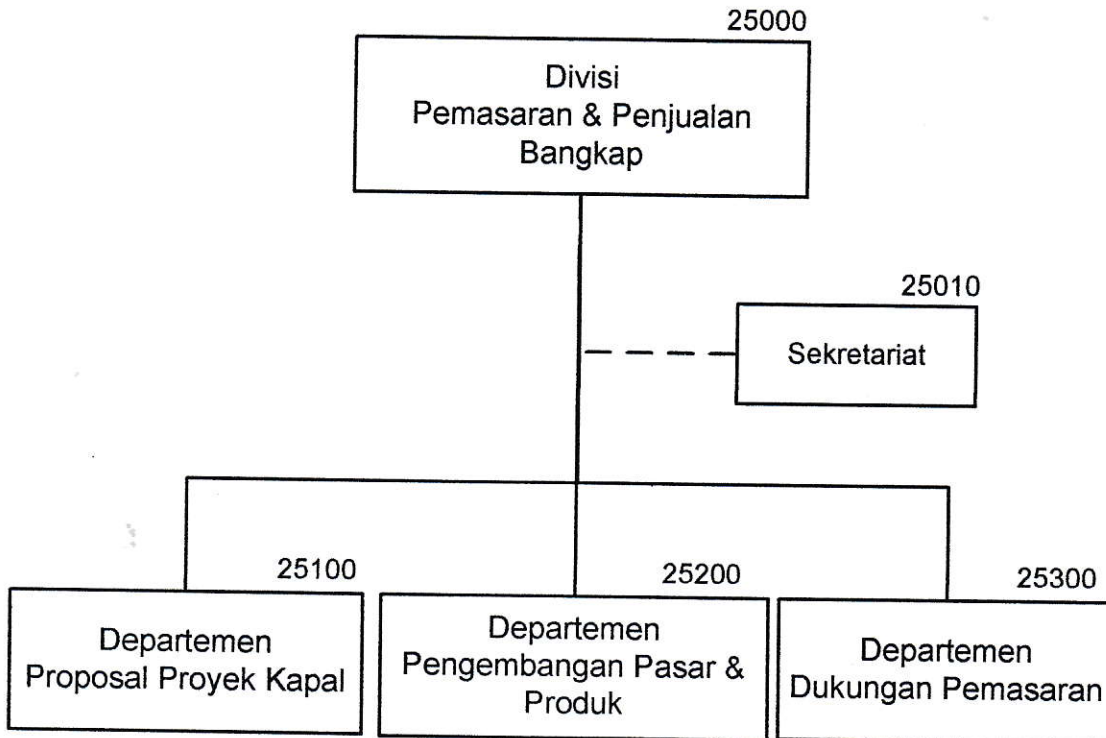 25000
Divisi
Pemasaran & Penjualan
Bangkap
25010
Sekretariat
25100
Departemen
Proposal Proyek Kapal
25200
Departemen
Pengembangan Pasar &
Produk
25300
Departemen
Dukungan Pemasaran